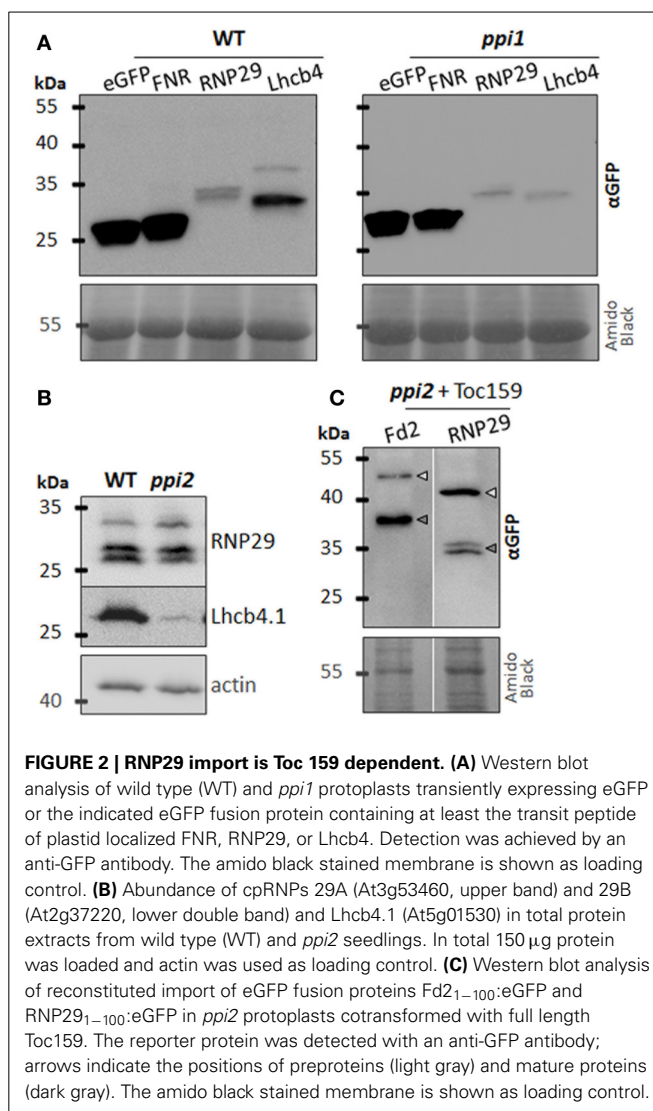 A
WT
ppi1
kDa
eGFP FNR RNP29 Lhcb4
eGFP FNR RNP29 Lhcb4
55
40
35
25
αGFP
55
Amido Black
B
WT ppi2
kDa
35
25
RNP29
25
Lhcb4.1
40
actin
C
ppi2 + Toc159
kDa
Fd2 RNP29
55
40
35
25
αGFP
55
Amido Black
FIGURE 2 | RNP29 import is Toc 159 dependent. (A) Western blot
analysis of wild type (WT) and ppi1 protoplasts transiently expressing eGFP
or the indicated eGFP fusion protein containing at least the transit peptide
of plastid localized FNR, RNP29, or Lhcb4. Detection was achieved by an
anti-GFP antibody. The amido black stained membrane is shown as loading
control. (B) Abundance of cpRNPs 29A (At3g53460, upper band) and 29B
(At2g37220, lower double band) and Lhcb4.1 (At5g01530) in total protein
extracts from wild type (WT) and ppi2 seedlings. In total 150 μg protein
was loaded and actin was used as loading control. (C) Western blot analysis
of reconstituted import of eGFP fusion proteins Fd2₁₋₁₀₀:eGFP and
RNP29₁₋₁₀₀:eGFP in ppi2 protoplasts cotransformed with full length
Toc159. The reporter protein was detected with an anti-GFP antibody;
arrows indicate the positions of preproteins (light gray) and mature proteins
(dark gray). The amido black stained membrane is shown as loading control.